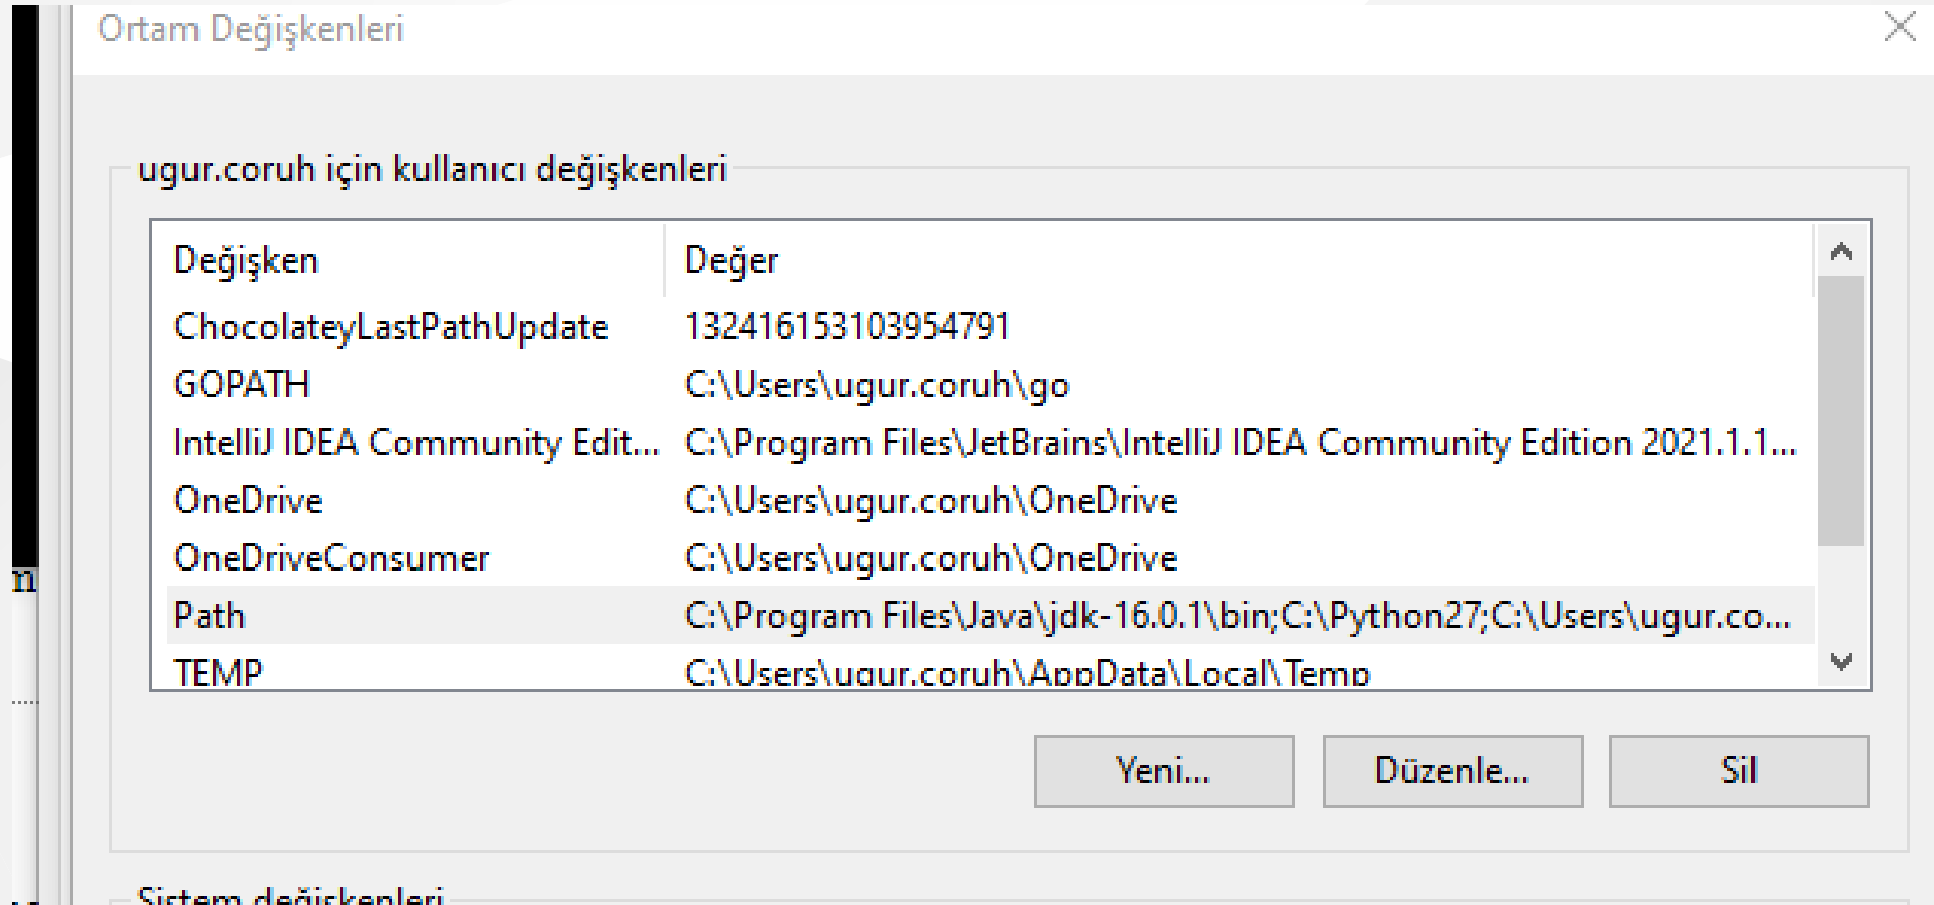 Ortam Değişkenleri
ugur.coruh için kullanıcı değişkenleri
Değişken Değer
ChocolateyLastPathUpdate 132416153103954791
GOPATH C:\Users\ugur.coruh\go
IntelliJ IDEA Community Edit... C:\Program Files\JetBrains\IntelliJ IDEA Community Edition 2021.1.1...
OneDrive C:\Users\ugur.coruh\OneDrive
OneDriveConsumer C:\Users\ugur.coruh\OneDrive
Path C:\Program Files\Java\jdk-16.0.1\bin;C:\Python27;C:\Users\ugur.co...
TEMP C:\Users\ugur.coruh\AppData\Local\Temp
Yeni... Düzenle... Sil
Sistem değişkenleri